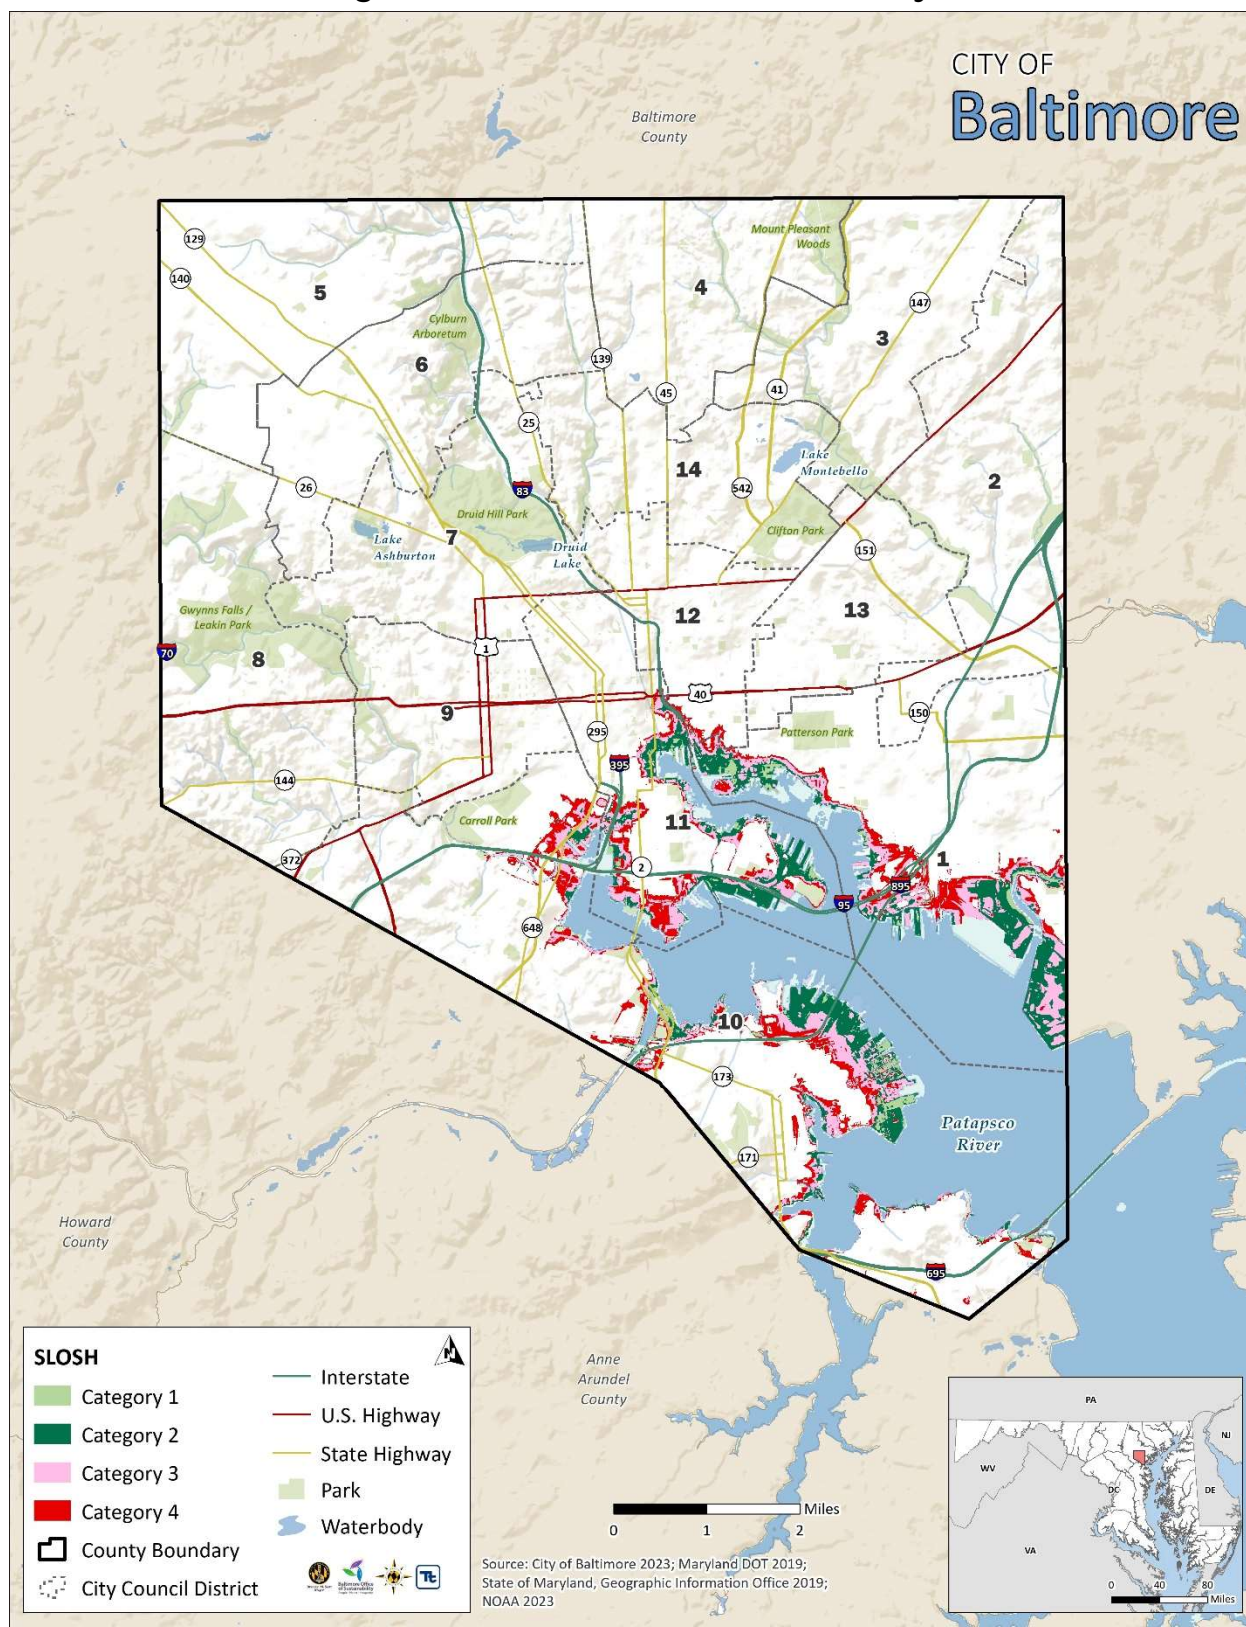 CITY OF
Baltimore
Baltimore
County
Mount Pleasant
Woods
129
140
5
4
147
Cylburn
Arboretum
3
6
139
45
41
25
Lake
Montebello
14
26
83
542
2
Druid Hill Park
Clifton Park
7
Lake
Ashburton
Druid
Lake
151
Gwynns Falls /
Leakin Park
12
13
1
70
8
40
9
150
295
Patterson Park
395
144
Carroll Park
11
372
2
1
895
95
648
10
173
Patapsco
River
171
Howard
County
695
SLOSH
Category 1
Category 2
Category 3
Category 4
County Boundary
City Council District
N
Interstate
U.S. Highway
State Highway
Park
Waterbody
Tt
Anne
Arundel
County
Miles
0 1 2
Source: City of Baltimore 2023; Maryland DOT 2019;
State of Maryland, Geographic Information Office 2019;
NOAA 2023
PA
NJ
WV
DC
DE
VA
0 40 80
Miles